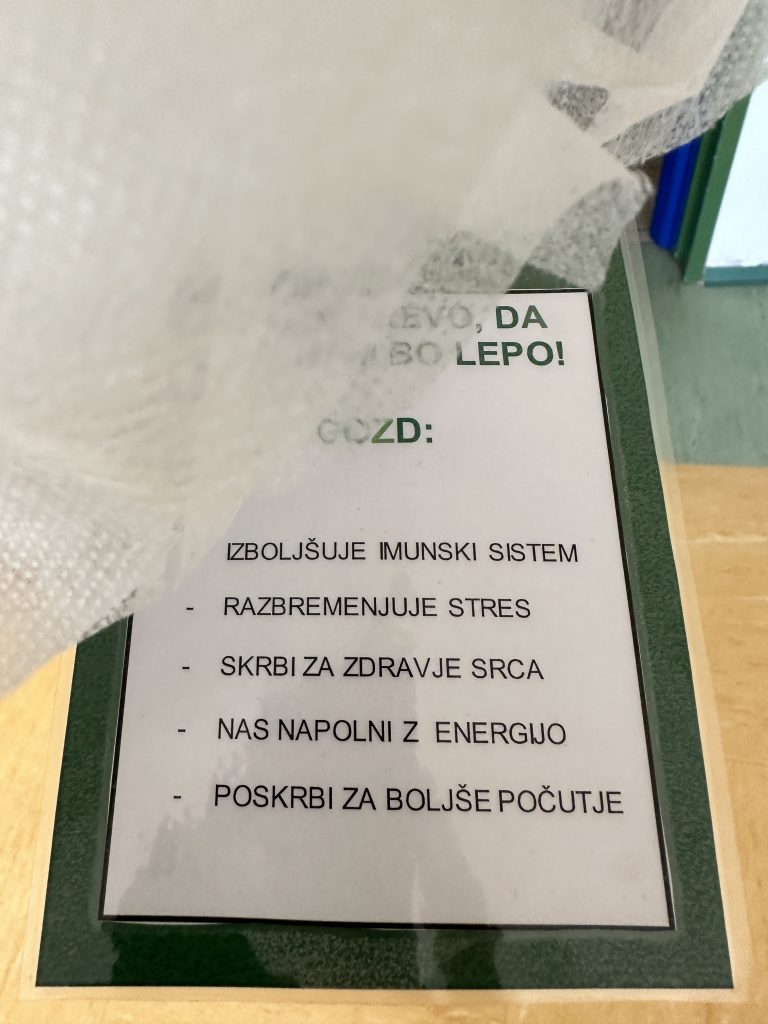 DA
BO LEPO!
GOZD:
IZBOLJŠUJE IMUNSKI SISTEM
- RAZBREMENJUJE STRES
- SKRBI ZA ZDRAVJE SRCA
- NAS NAPOLNI Z ENERGIJO
- POSKRBI ZA BOLJŠE POČUTJE